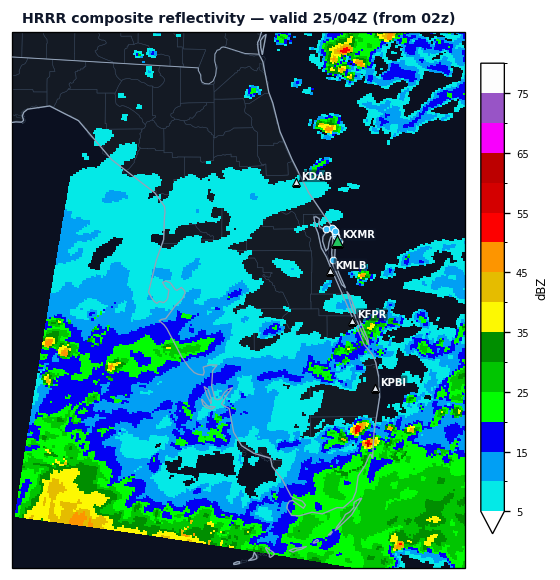 HRRR composite reflectivity — valid 25/04Z (from 02z)
KDAB
KXMR
KMLB
KFPR
KPBI
75
65
55
45
35
25
15
5
dBZ